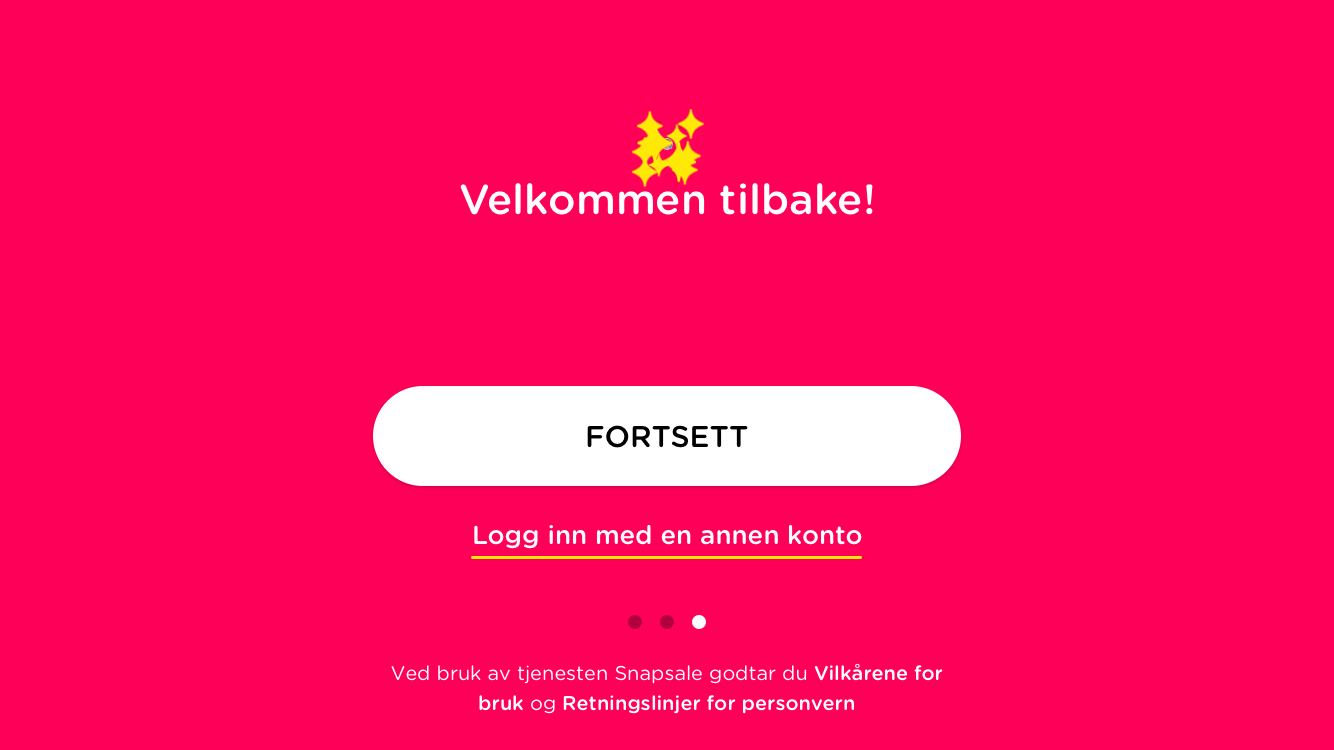 Velkommen tilbake!
FORTSETT
Logg inn med en annen konto
Ved bruk av tjenesten Snapsale godtar du Vilkårene for
bruk og Retningslinjer for personvern